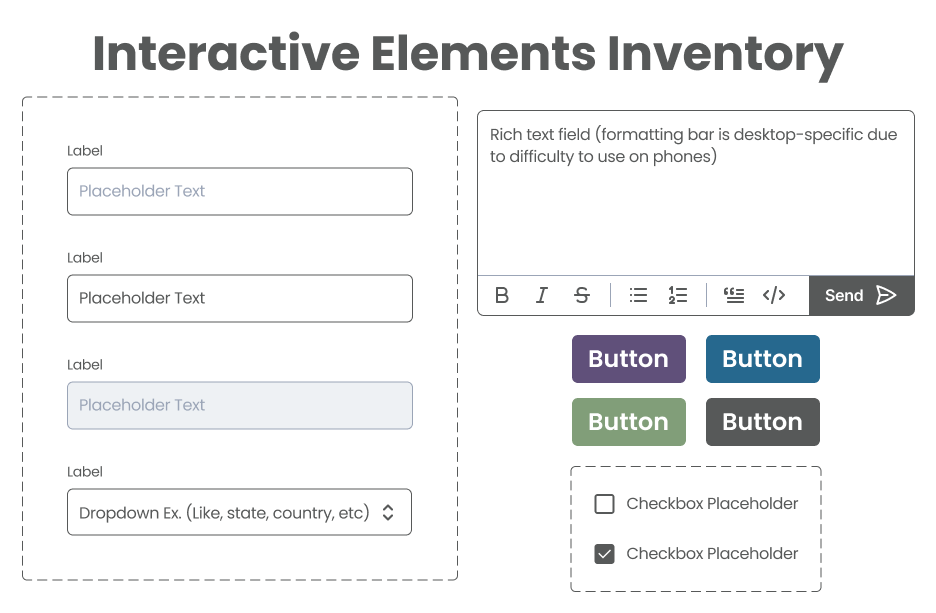 Interactive Elements Inventory
Label
Placeholder Text
Label
Placeholder Text
Label
Placeholder Text
Label
Dropdown Ex. (Like, state, country, etc)
Rich text field (formatting bar is desktop-specific due
to difficulty to use on phones)
B I S </> Send
Button Button
Button Button
Checkbox Placeholder
Checkbox Placeholder